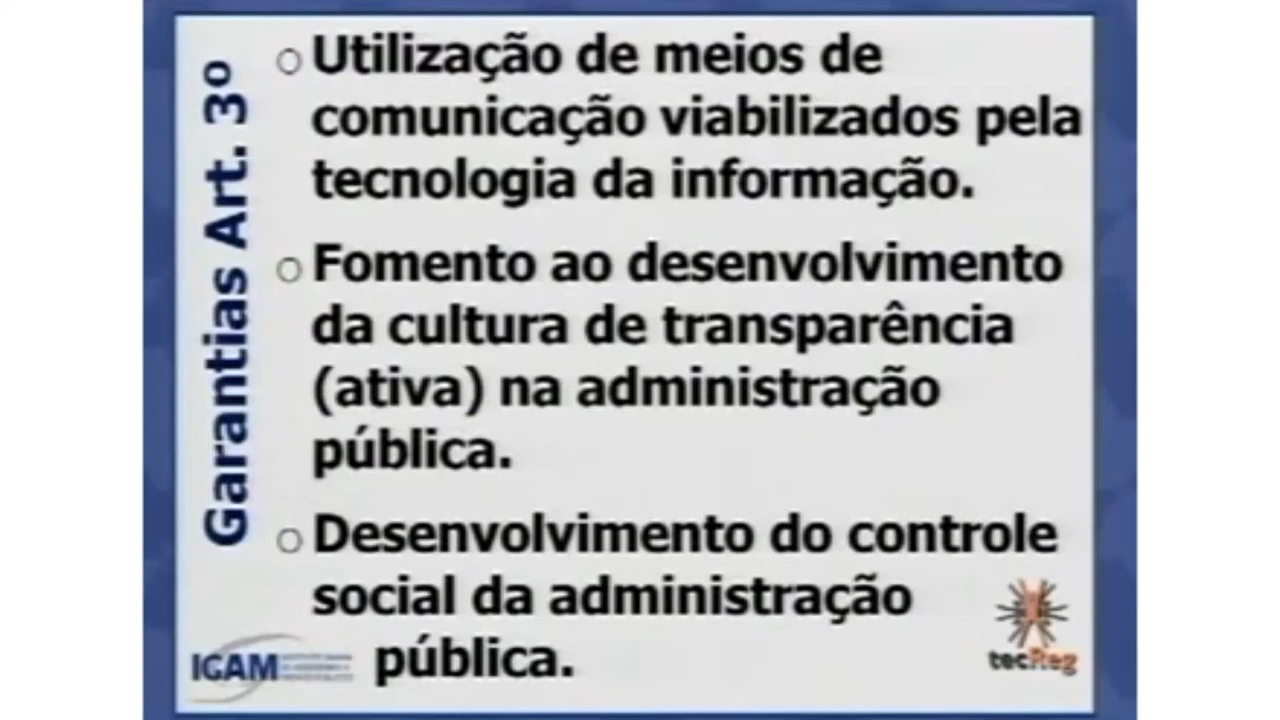 Garantias Art. 3º
Utilização de meios de
comunicação viabilizados pela
tecnologia da informação.
Fomento ao desenvolvimento
da cultura de transparência
(ativa) na administração
pública.
Desenvolvimento do controle
social da administração
pública.
IGAM
tecReg